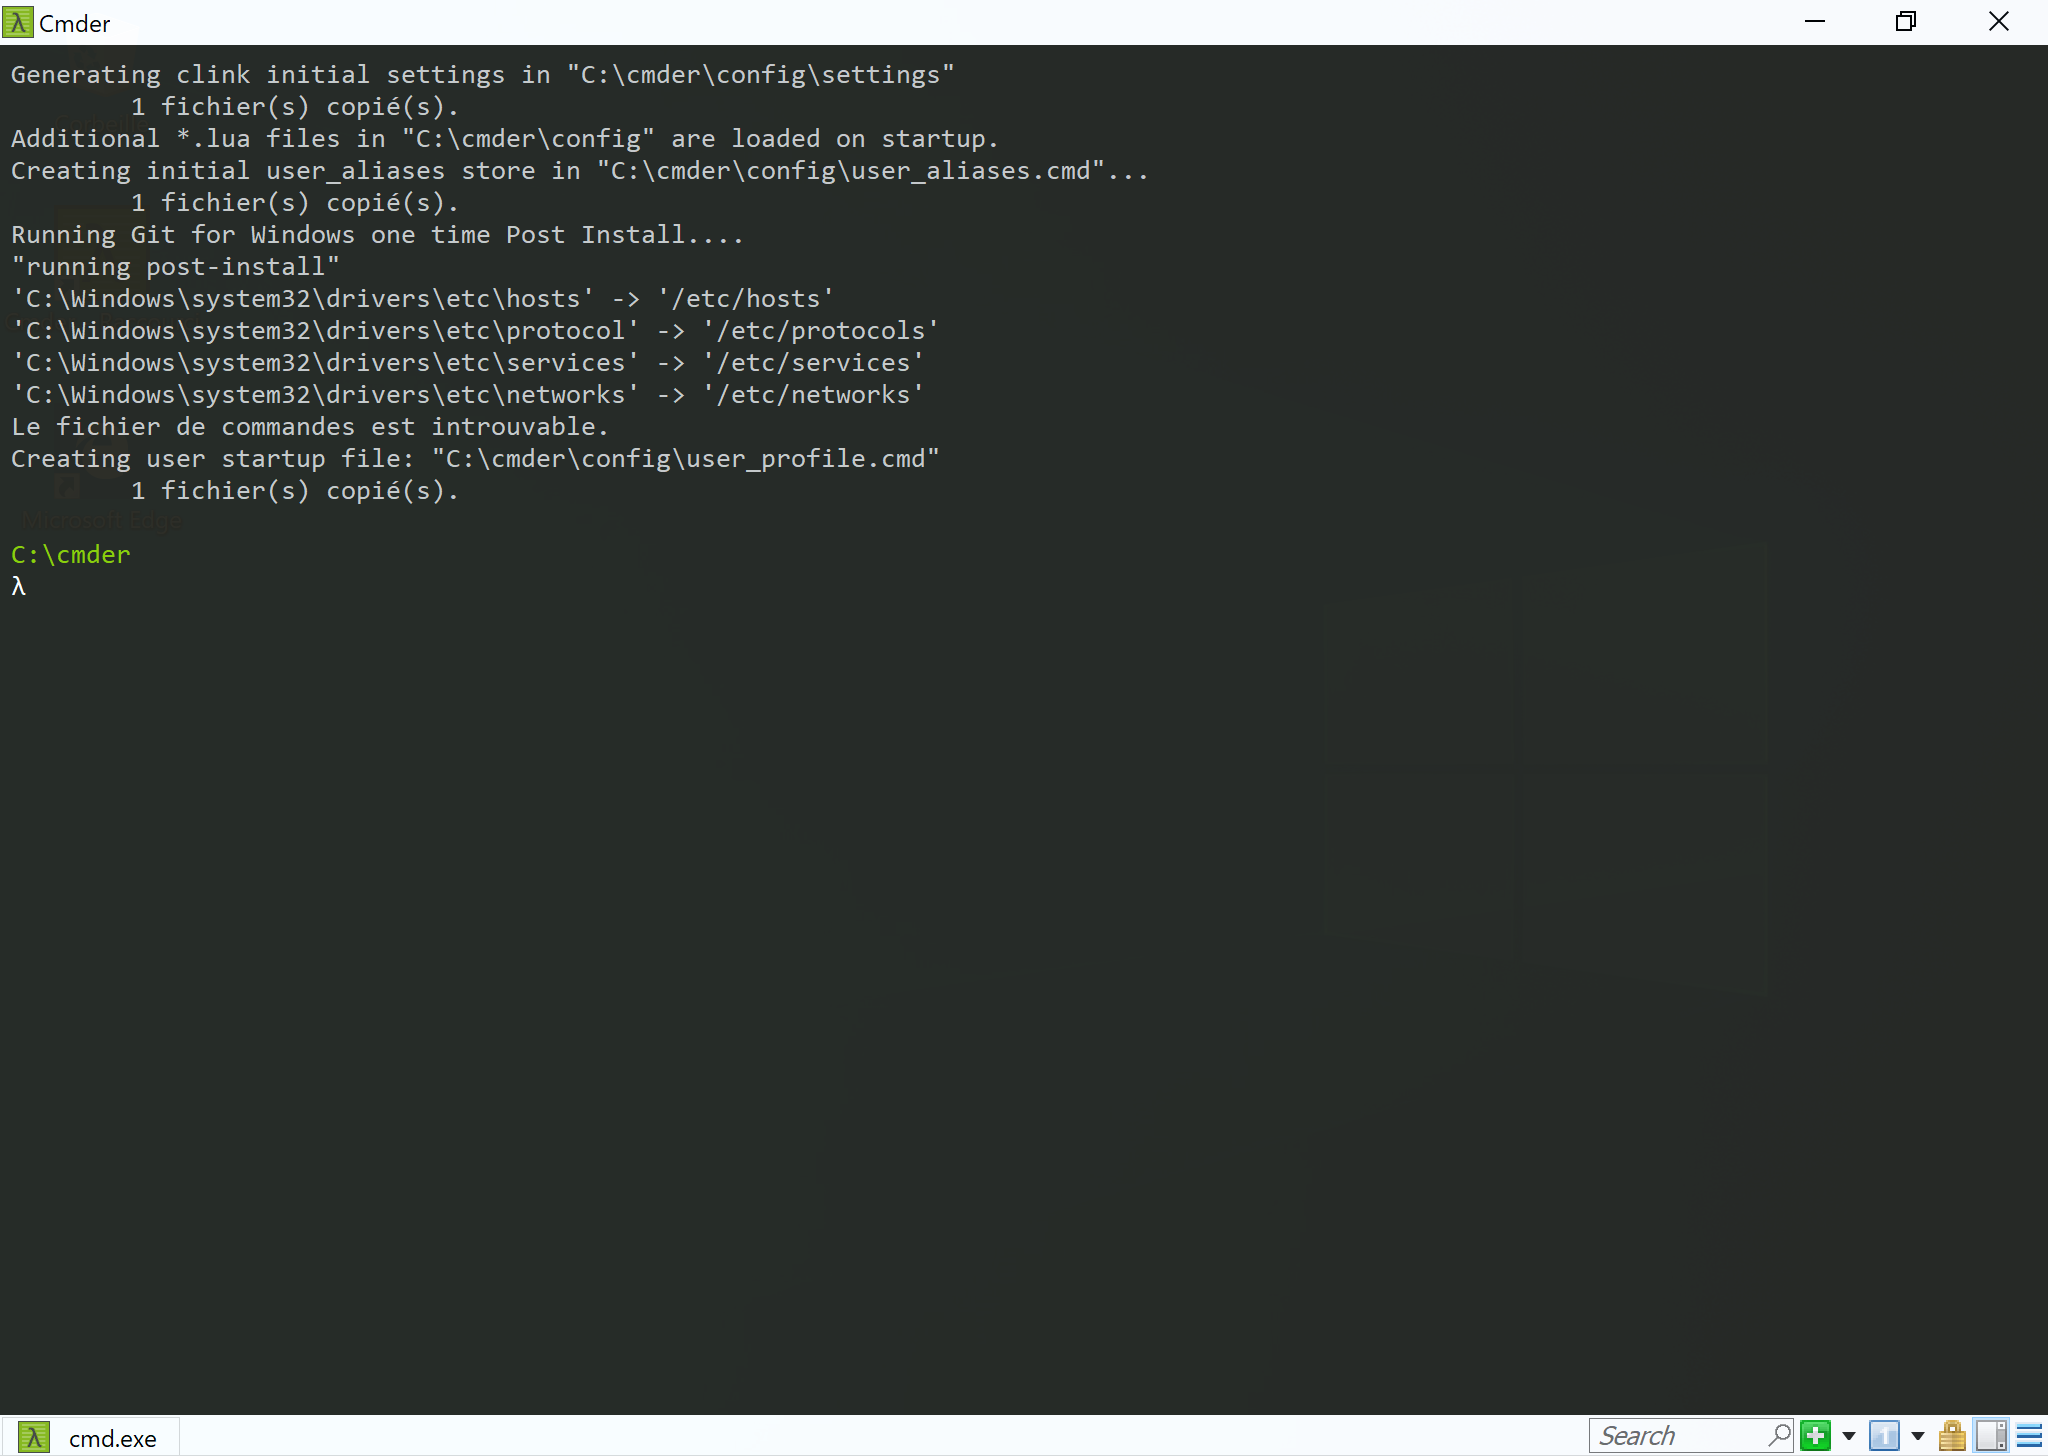 Cmder
Generating clink initial settings in "C:\cmder\config\settings"
        1 fichier(s) copié(s).
Additional *.lua files in "C:\cmder\config" are loaded on startup.
Creating initial user_aliases store in "C:\cmder\config\user_aliases.cmd"...
        1 fichier(s) copié(s).
Running Git for Windows one time Post Install....
"running post-install"
'C:\Windows\system32\drivers\etc\hosts' -> '/etc/hosts'
'C:\Windows\system32\drivers\etc\protocol' -> '/etc/protocols'
'C:\Windows\system32\drivers\etc\services' -> '/etc/services'
'C:\Windows\system32\drivers\etc\networks' -> '/etc/networks'
Le fichier de commandes est introuvable.
Creating user startup file: "C:\cmder\config\user_profile.cmd"
        1 fichier(s) copié(s).
Microsoft Edge
C:\cmder
λ
λ cmd.exe
Search
1